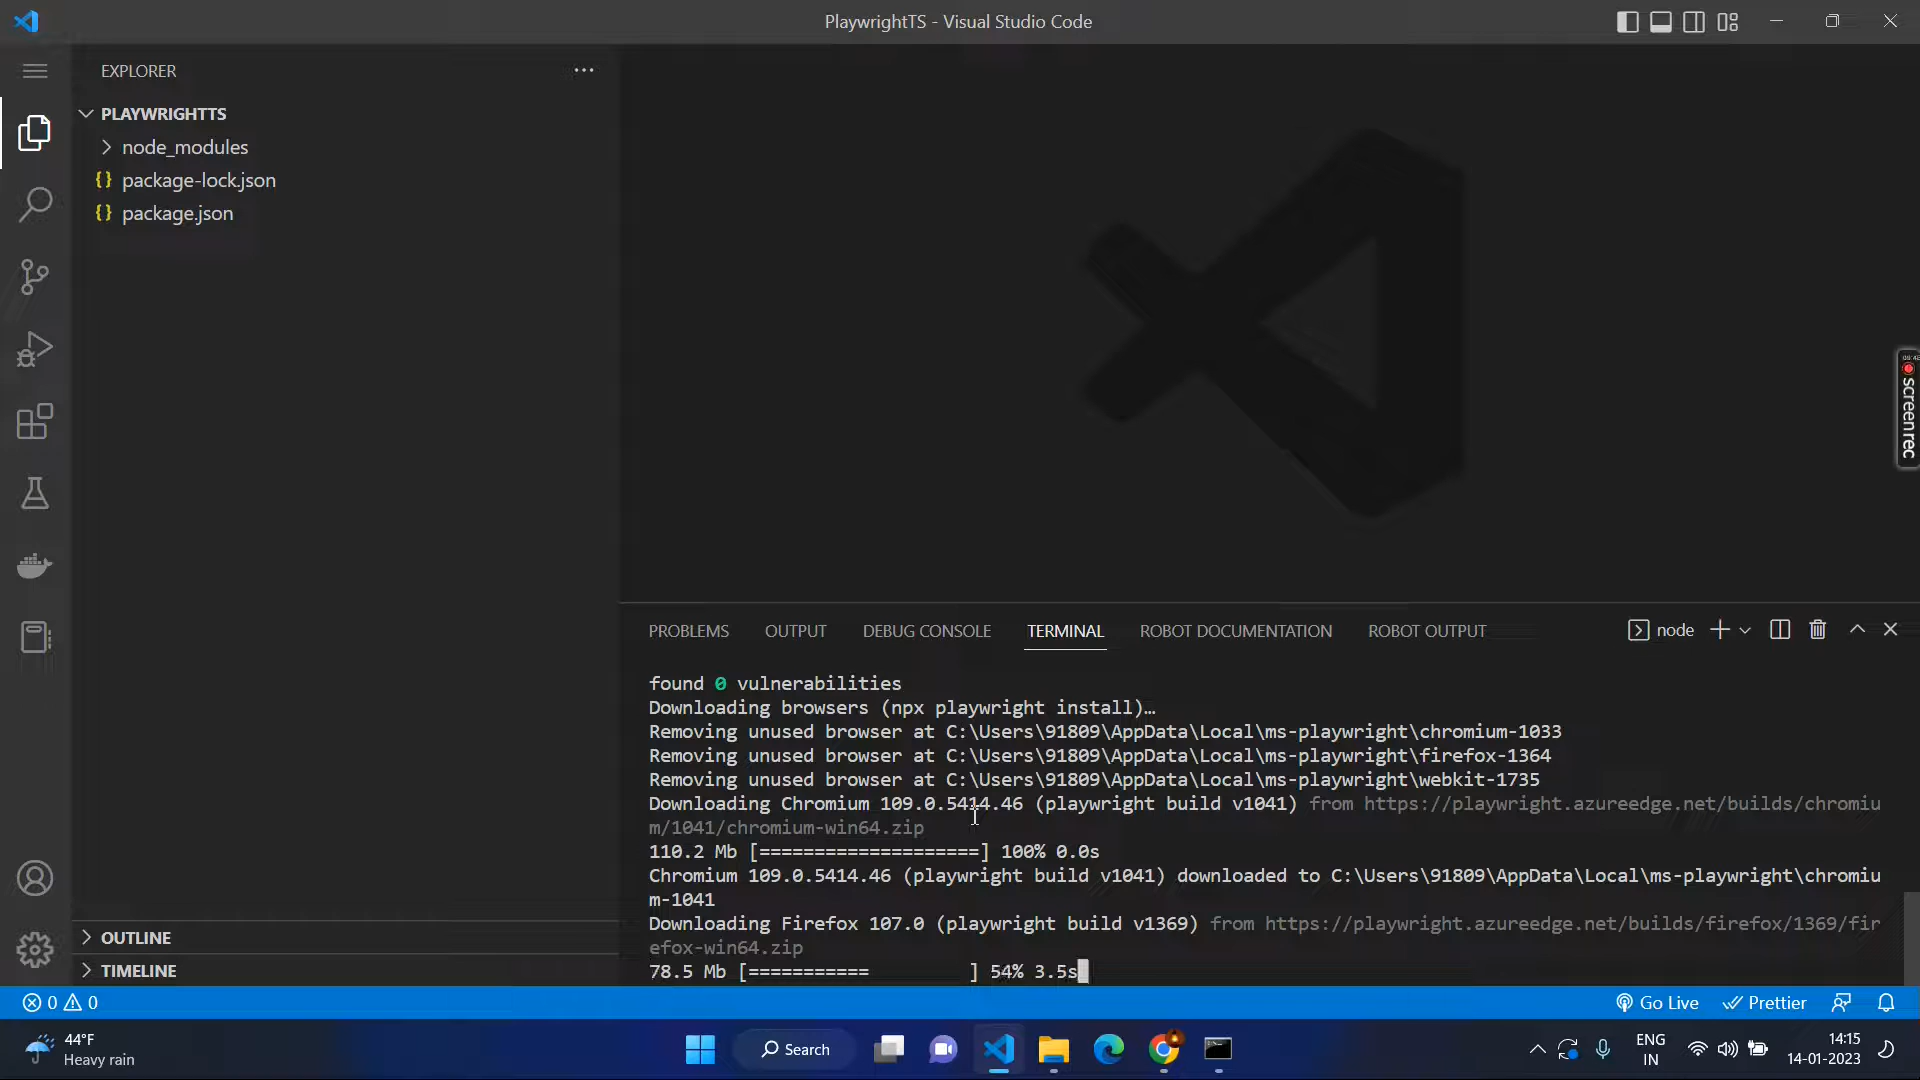 PlaywrightTS - Visual Studio Code
EXPLORER
PLAYWRIGHTTS
node_modules
{} package-lock.json
{} package.json
OUTLINE
TIMELINE
screenrec
PROBLEMS OUTPUT DEBUG CONSOLE TERMINAL ROBOT DOCUMENTATION ROBOT OUTPUT node
found 0 vulnerabilities
Downloading browsers (npx playwright install)…
Removing unused browser at C:\Users\91809\AppData\Local\ms-playwright\chromium-1033
Removing unused browser at C:\Users\91809\AppData\Local\ms-playwright\firefox-1364
Removing unused browser at C:\Users\91809\AppData\Local\ms-playwright\webkit-1735
Downloading Chromium 109.0.5414.46 (playwright build v1041) from https://playwright.azureedge.net/builds/chromiu
m/1041/chromium-win64.zip
110.2 Mb [====================] 100% 0.0s
Chromium 109.0.5414.46 (playwright build v1041) downloaded to C:\Users\91809\AppData\Local\ms-playwright\chromiu
m-1041
Downloading Firefox 107.0 (playwright build v1369) from https://playwright.azureedge.net/builds/firefox/1369/fir
efox-win64.zip
78.5 Mb [===========         ] 54% 3.5s
0 0 Go Live Prettier
44°F
Heavy rain
Search
ENG
IN
14:15
14-01-2023